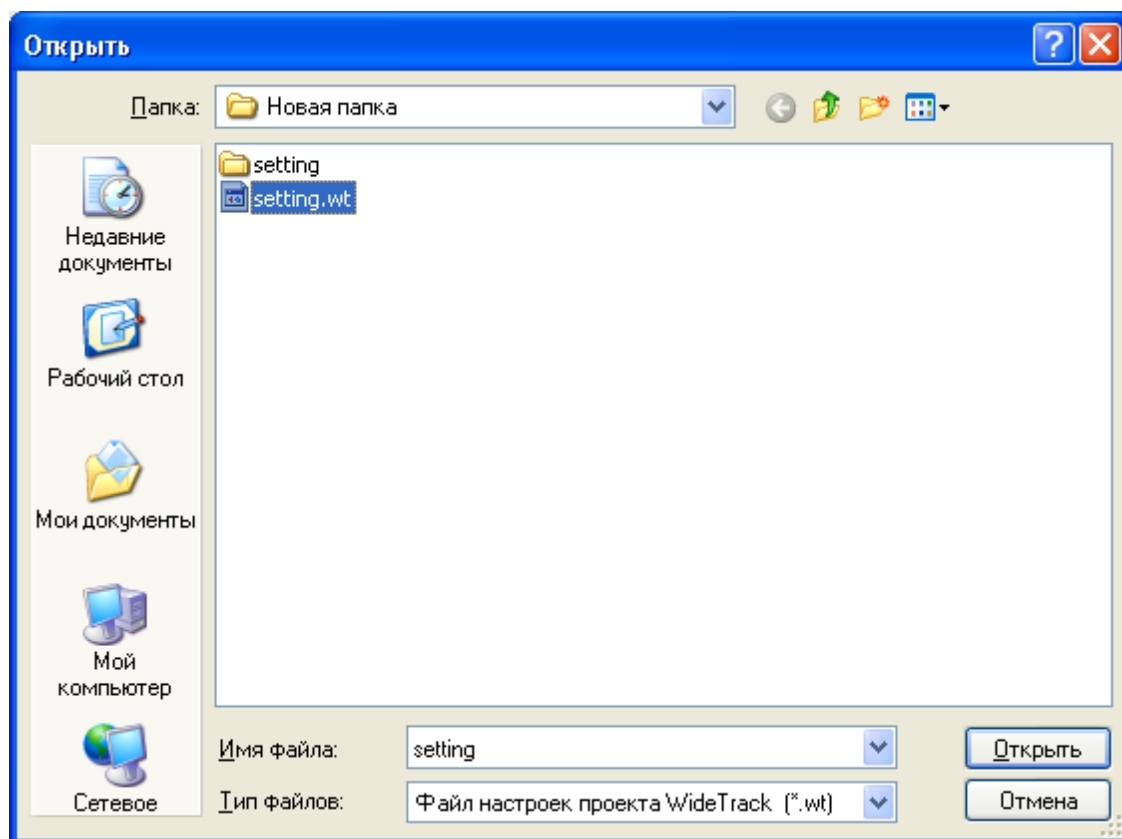 Открыть
Папка:
Новая папка
setting
setting.wt
Недавние
документы
Рабочий стол
Мои документы
Мой
компьютер
Сетевое
Имя файла:
setting
Открыть
Тип файлов:
Файл настроек проекта WideTrack (*.wt)
Отмена